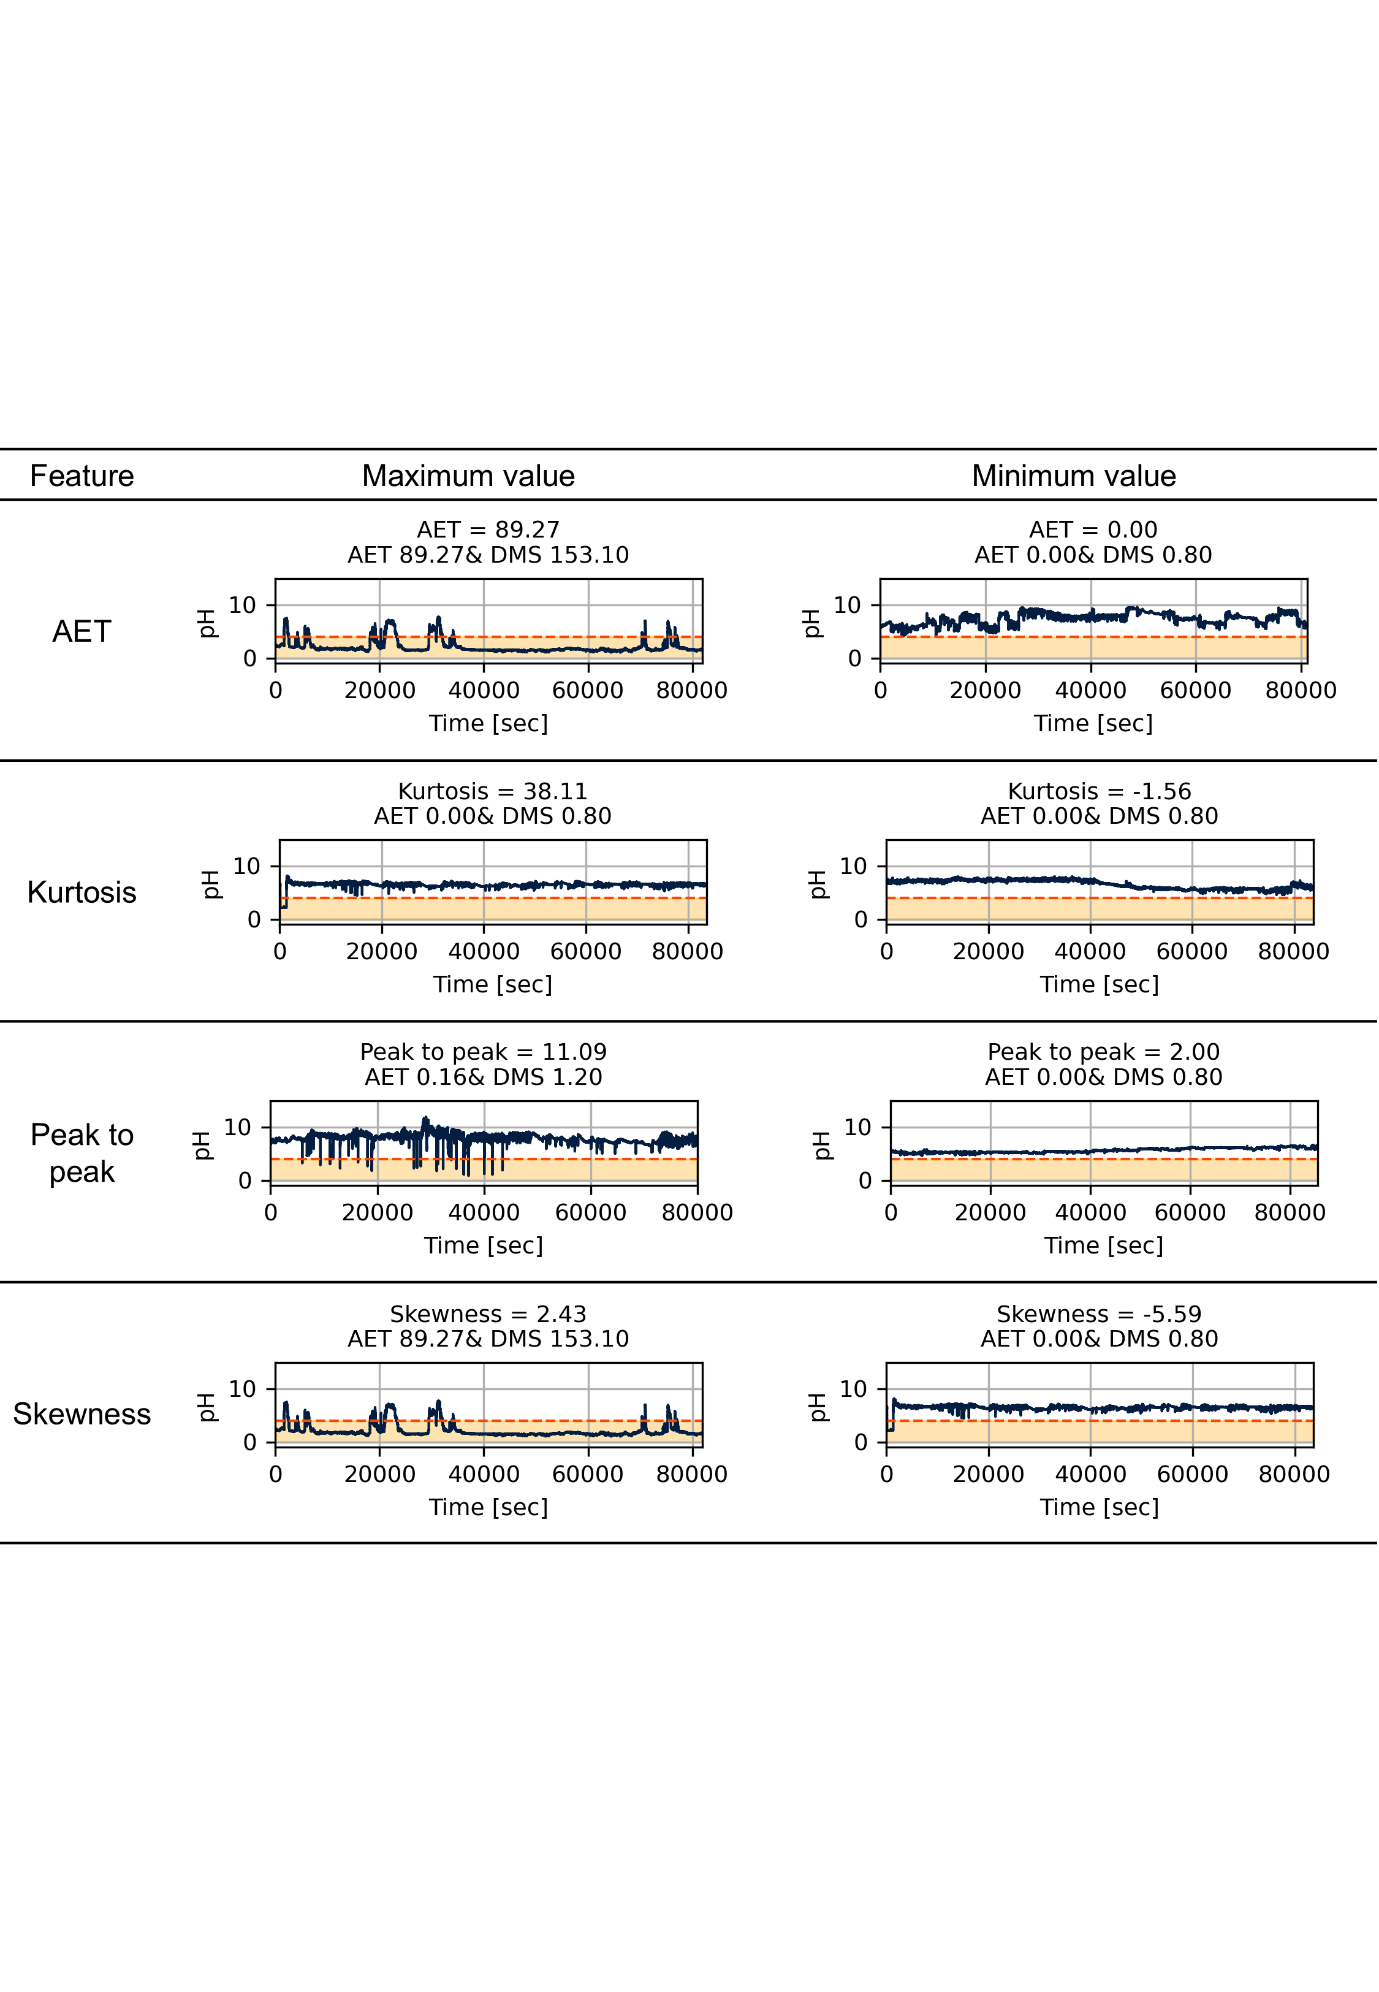 Feature Maximum value Minimum value
AET
AET = 89.27
AET 89.27& DMS 153.10
pH
10
0
0 20000 40000 60000 80000
Time [sec]
AET = 0.00
AET 0.00& DMS 0.80
pH
10
0
0 20000 40000 60000 80000
Time [sec]
Kurtosis
Kurtosis = 38.11
AET 0.00& DMS 0.80
pH
10
0
0 20000 40000 60000 80000
Time [sec]
Kurtosis = -1.56
AET 0.00& DMS 0.80
pH
10
0
0 20000 40000 60000 80000
Time [sec]
Peak to
peak
Peak to peak = 11.09
AET 0.16& DMS 1.20
pH
10
0
0 20000 40000 60000 80000
Time [sec]
Peak to peak = 2.00
AET 0.00& DMS 0.80
pH
10
0
0 20000 40000 60000 80000
Time [sec]
Skewness
Skewness = 2.43
AET 89.27& DMS 153.10
pH
10
0
0 20000 40000 60000 80000
Time [sec]
Skewness = -5.59
AET 0.00& DMS 0.80
pH
10
0
0 20000 40000 60000 80000
Time [sec]